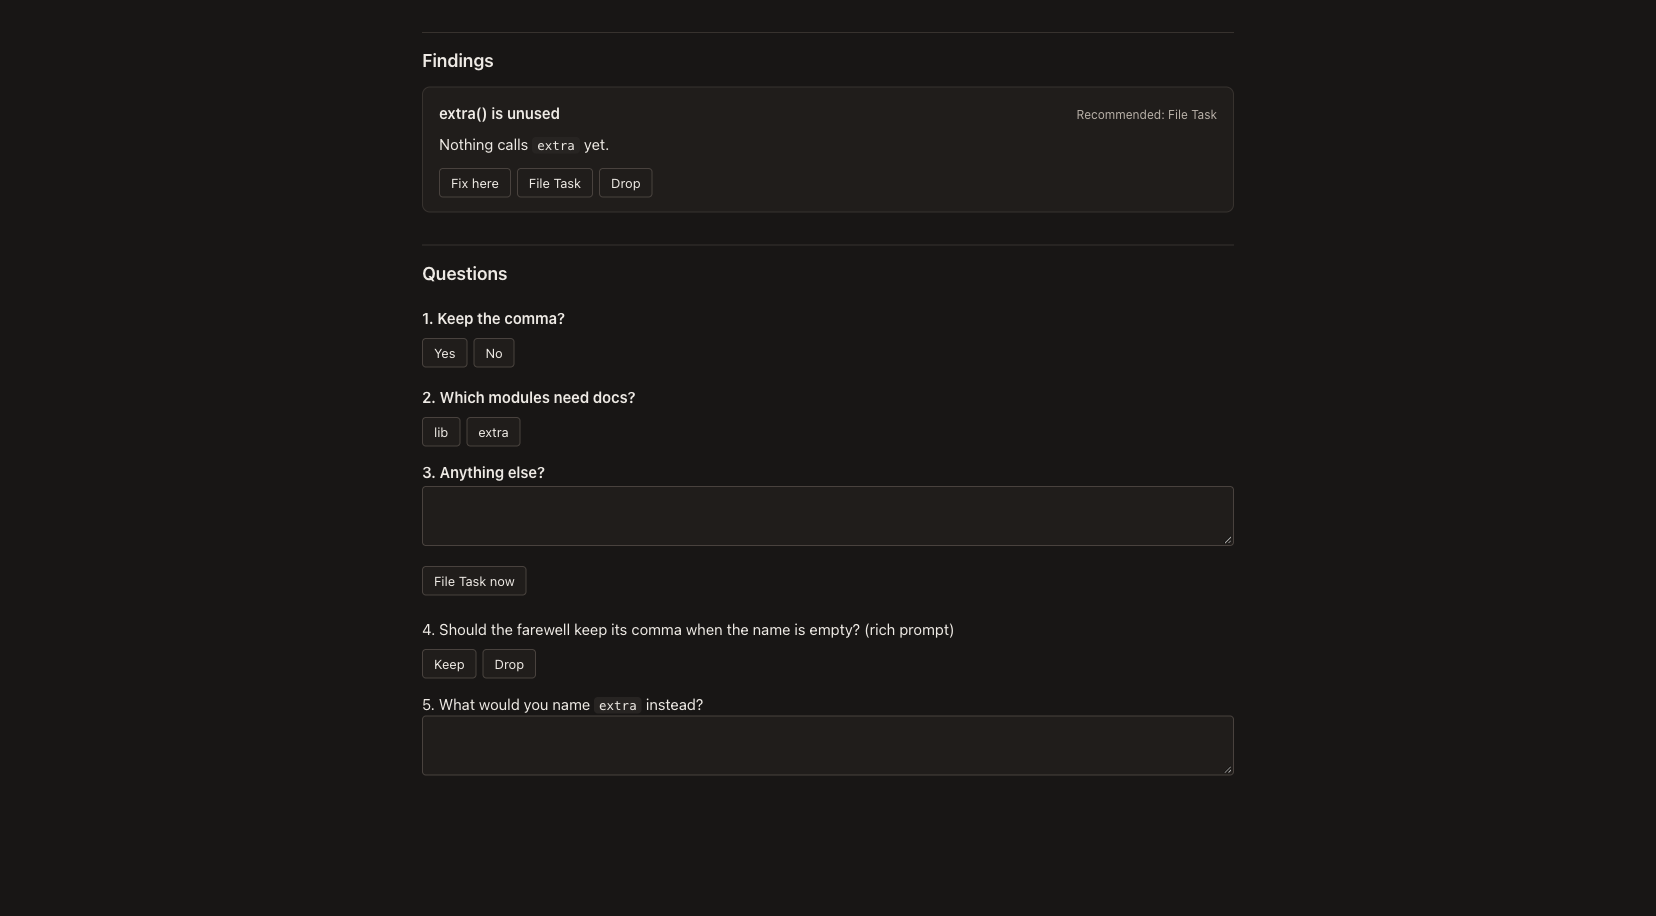 Findings
extra() is unused
Recommended: File Task
Nothing calls extra yet.
Fix here File Task Drop
Questions
1. Keep the comma?
Yes No
2. Which modules need docs?
lib extra
3. Anything else?
File Task now
4. Should the farewell keep its comma when the name is empty? (rich prompt)
Keep Drop
5. What would you name extra instead?